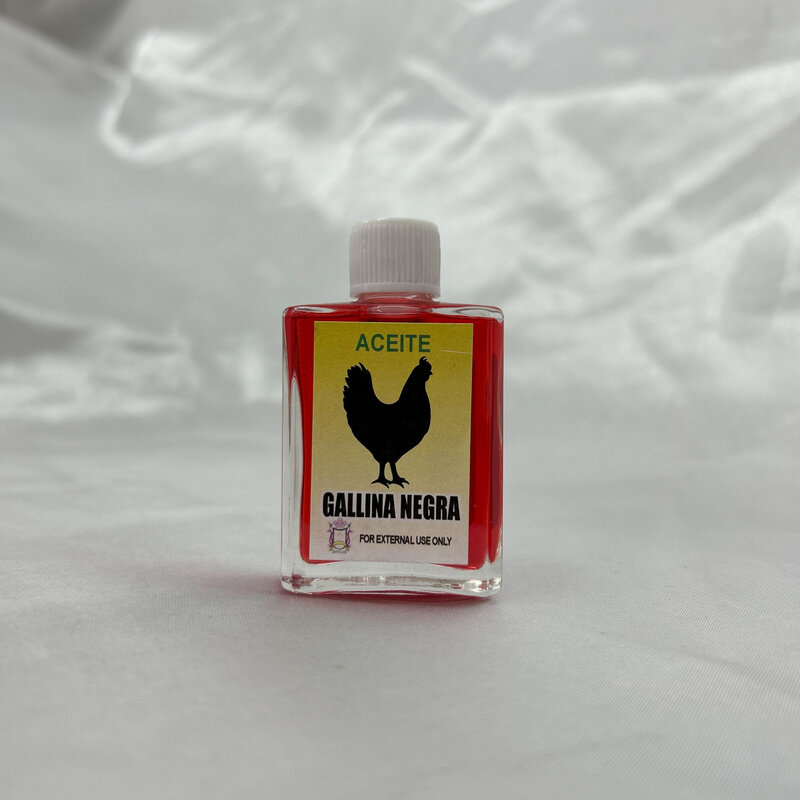 ACEITE
GALLINA NEGRA
FOR EXTERNAL USE ONLY